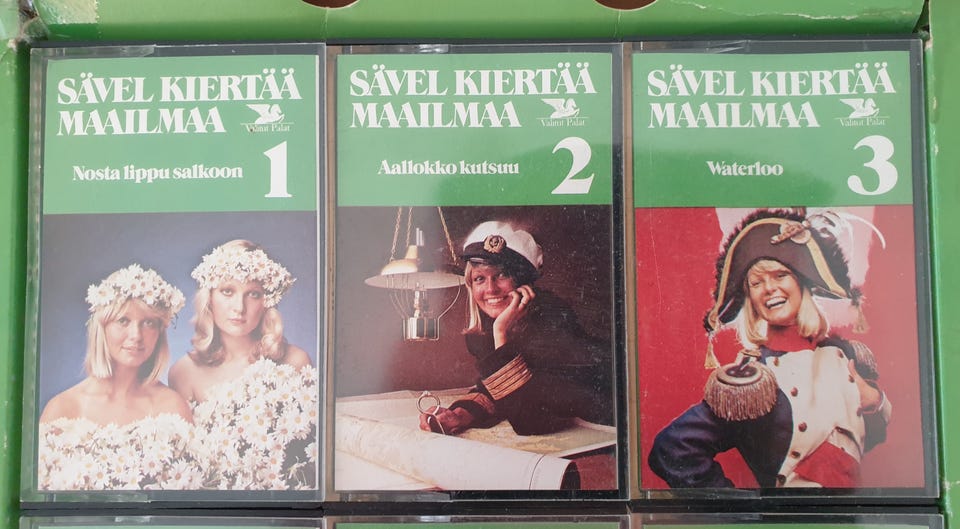 SÄVEL KIERTÄÄ
MAAILMAA
Valitut Palat
Nosta lippu salkoon
1
SÄVEL KIERTÄÄ
MAAILMAA
Valitut Palat
Aallokko kutsuu
2
SÄVEL KIERTÄÄ
MAAILMAA
Valitut Palat
Waterloo
3